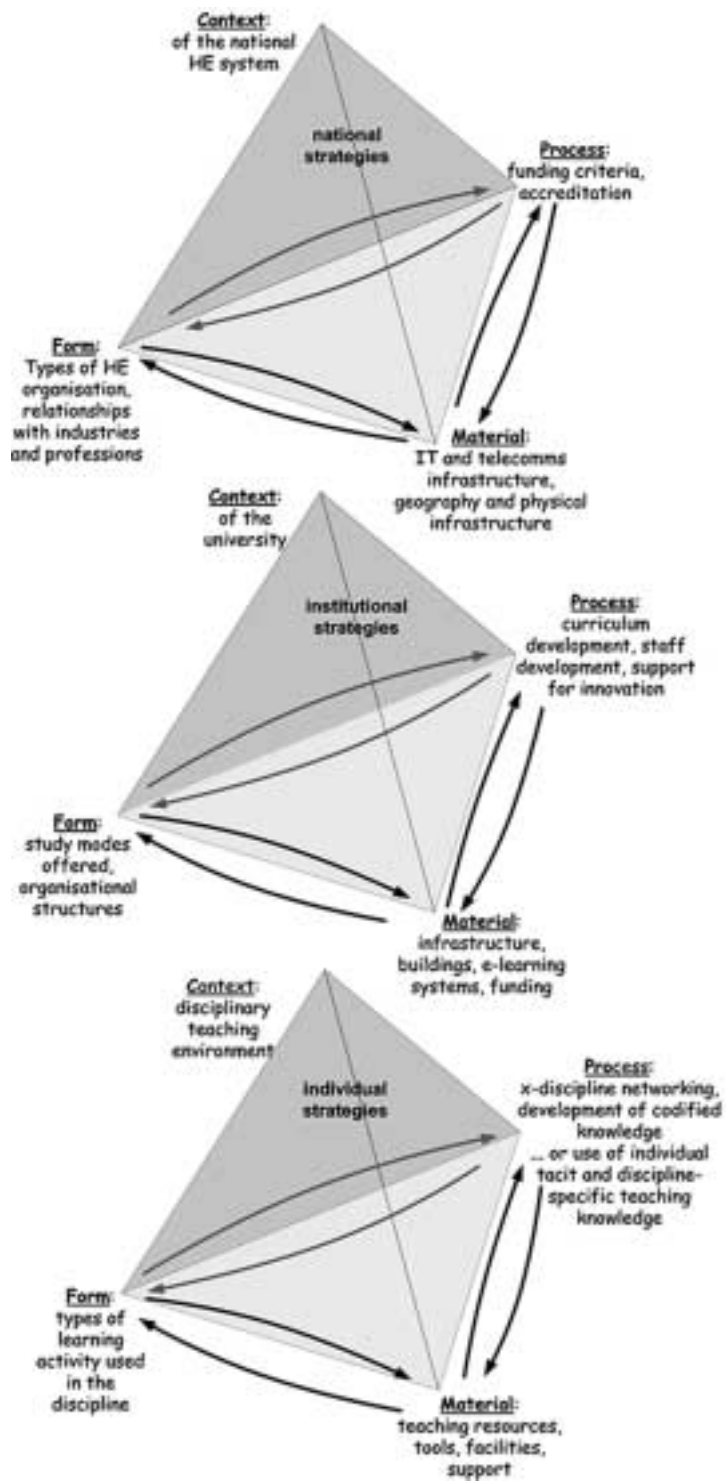 Context:
of the national
HE system
national
strategies
Process:
funding criteria,
accreditation
Form:
Types of HE
organisation,
relationships
with industries
and professions
Material:
IT and telecomms
infrastructure,
geography and physical
infrastructure
Context:
of the
university
institutional
strategies
Process:
curriculum
development, staff
development, support
for innovation
Form:
study modes
offered,
organisational
structures
Material:
infrastructure,
buildings, e-learning
systems, funding
Context:
disciplinary
teaching
environment
individual
strategies
Process:
x-discipline networking,
development of codified
knowledge
... or use of individual
tacit and discipline-
specific teaching
knowledge
Form:
types of
learning
activity used
in the
discipline
Material:
teaching resources,
tools, facilities,
support